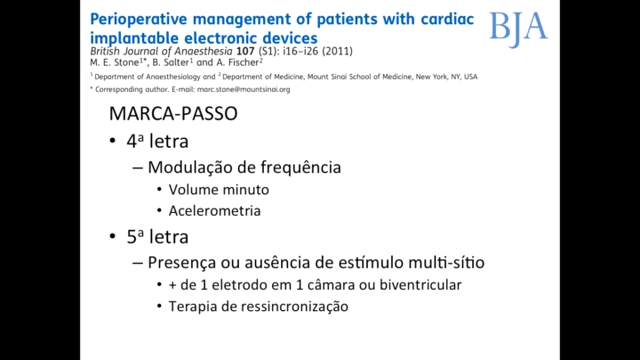 Perioperative management of patients with cardiac
implantable electronic devices
BJA
British Journal of Anaesthesia 107 (S1): i16–i26 (2011)
M. E. Stone1*, B. Salter1 and A. Fischer2
1 Department of Anaesthesiology and 2 Department of Medicine, Mount Sinai School of Medicine, New York, NY, USA
* Corresponding author. E-mail: marc.stone@mountsinai.org
MARCA-PASSO
• 4ª letra
– Modulação de frequência
• Volume minuto
• Acelerometria
• 5ª letra
– Presença ou ausência de estímulo multi-sítio
• + de 1 eletrodo em 1 câmara ou biventricular
• Terapia de ressincronização